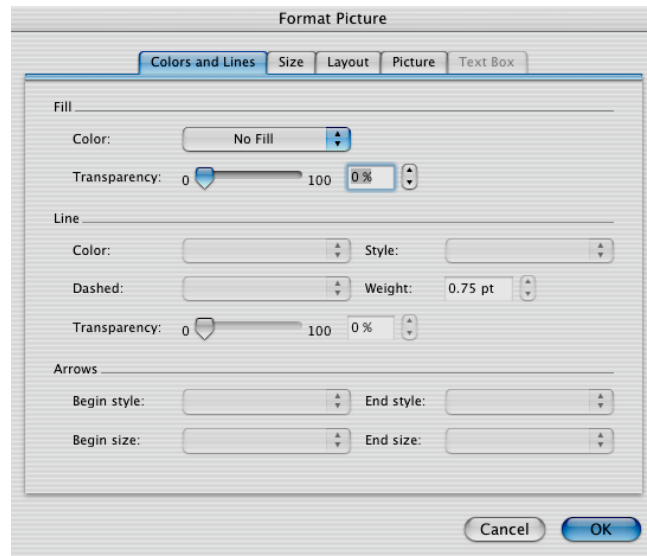 Format Picture
Colors and Lines Size Layout Picture Text Box
Fill
Color: No Fill
Transparency: 0 100 0 %
Line
Color: Style:
Dashed: Weight: 0.75 pt
Transparency: 0 100 0 %
Arrows
Begin style: End style:
Begin size: End size:
Cancel OK